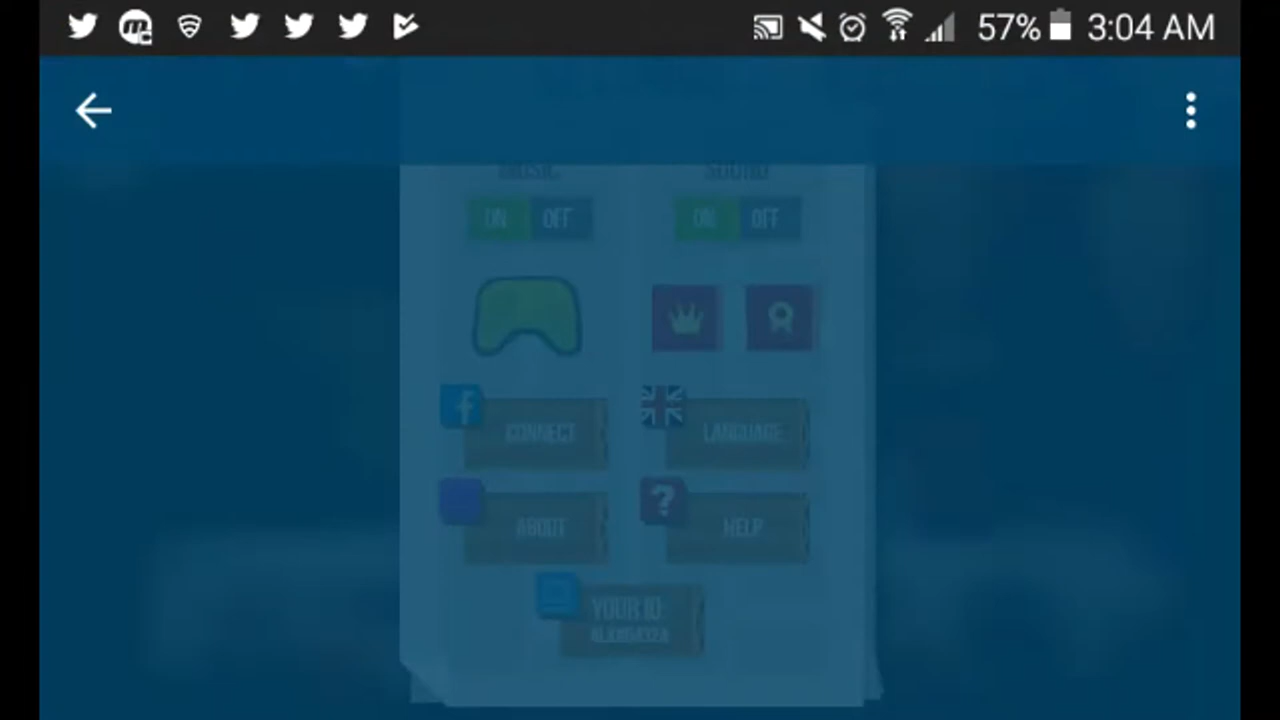 57% 3:04 AM
MUSIC SOUND
ON OFF ON OFF
CONNECT LANGUAGE
? 
ABOUT HELP
YOUR ID: